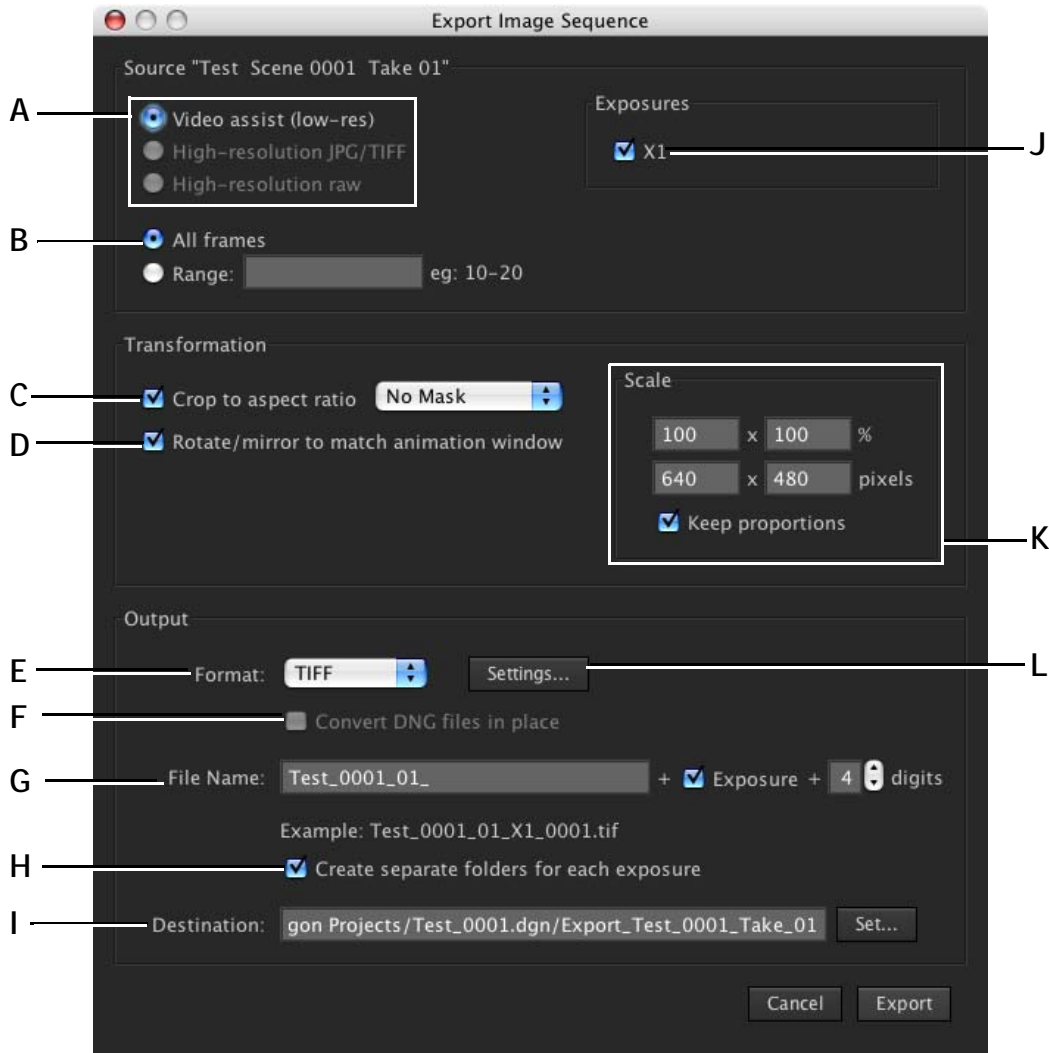 Export Image Sequence
Source "Test Scene 0001 Take 01"
A
Video assist (low-res)
High-resolution JPG/TIFF
High-resolution raw
Exposures
X1
J
B
All frames
Range:
eg: 10-20
Transformation
C
Crop to aspect ratio
No Mask
D
Rotate/mirror to match animation window
Scale
100 x 100 %
640 x 480 pixels
Keep proportions
K
Output
E
Format:
TIFF
Settings...
L
F
Convert DNG files in place
G
File Name:
Test_0001_01_
+ Exposure + 4 digits
Example: Test_0001_01_X1_0001.tif
H
Create separate folders for each exposure
I
Destination:
gon Projects/Test_0001.dgn/Export_Test_0001_Take_01
Set...
Cancel
Export